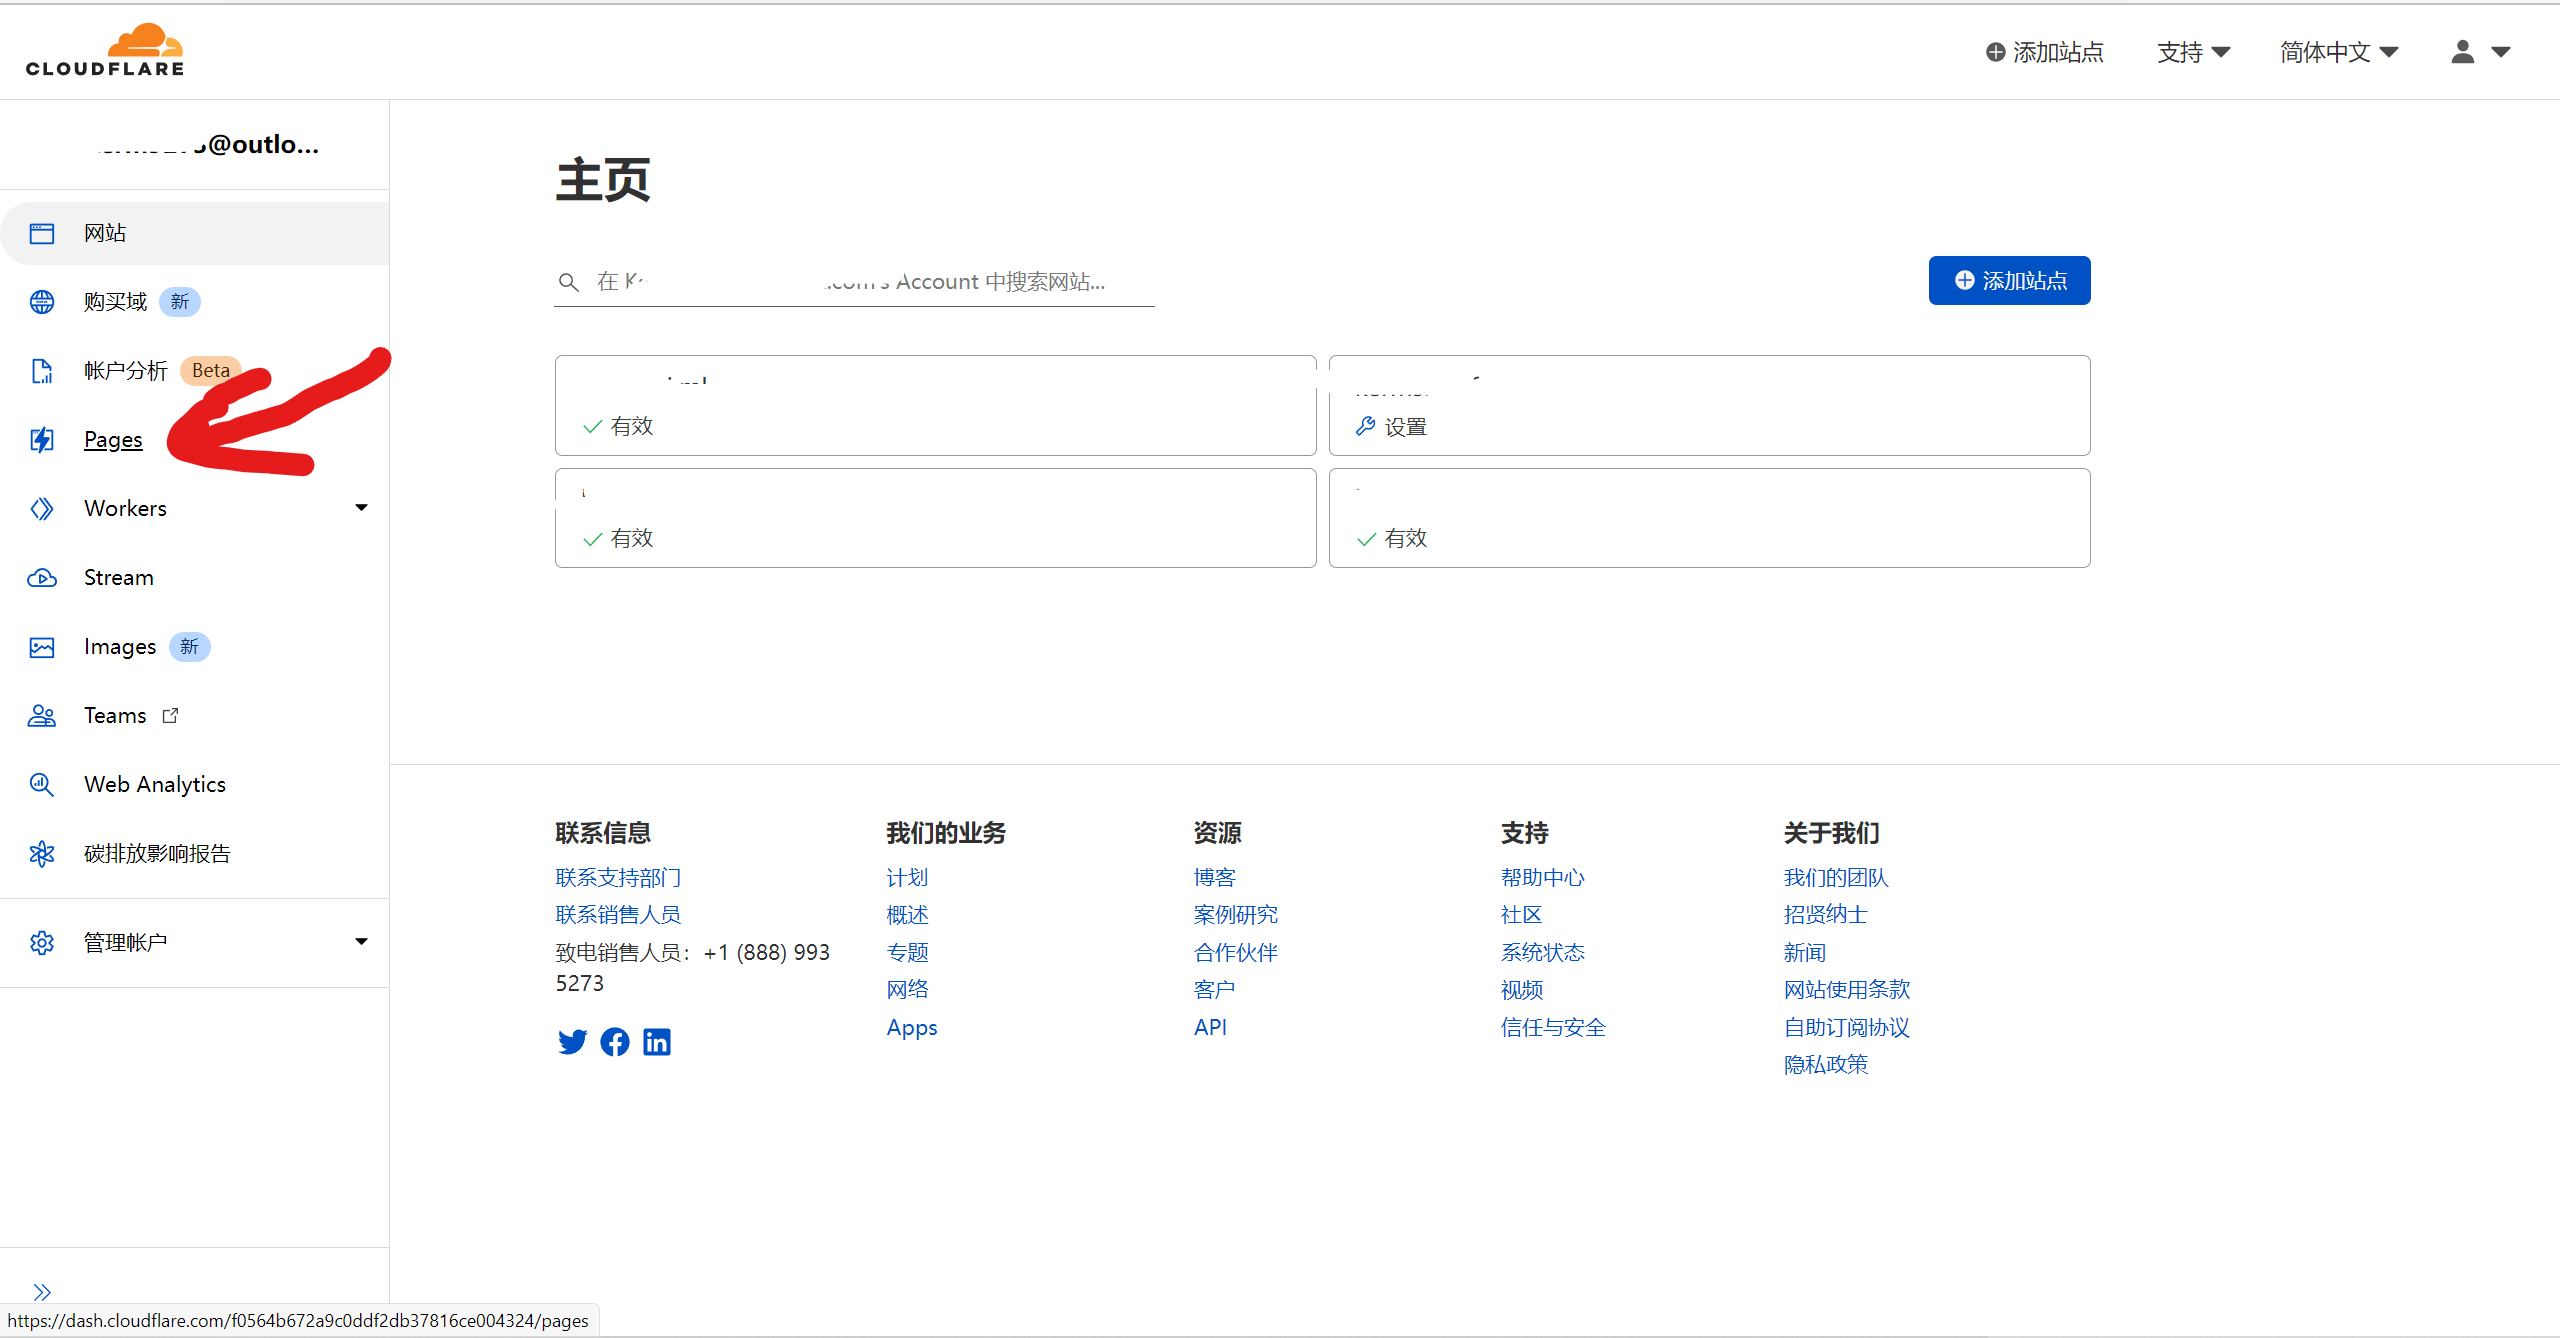 CLOUDFLARE
添加站点
支持
简体中文
@outlo...
网站
购买域 新
帐户分析 Beta
Pages
Workers
Stream
Images 新
Teams
Web Analytics
碳排放影响报告
管理帐户
主页
在 Account 中搜索网站...
添加站点
有效
设置
有效
有效
联系信息
联系支持部门
联系销售人员
致电销售人员：+1 (888) 993
5273
我们的业务
计划
概述
专题
网络
Apps
资源
博客
案例研究
合作伙伴
客户
API
支持
帮助中心
社区
系统状态
视频
信任与安全
关于我们
我们的团队
招贤纳士
新闻
网站使用条款
自助订阅协议
隐私政策
https://dash.cloudflare.com/f0564b672a9c0ddf2db37816ce004324/pages